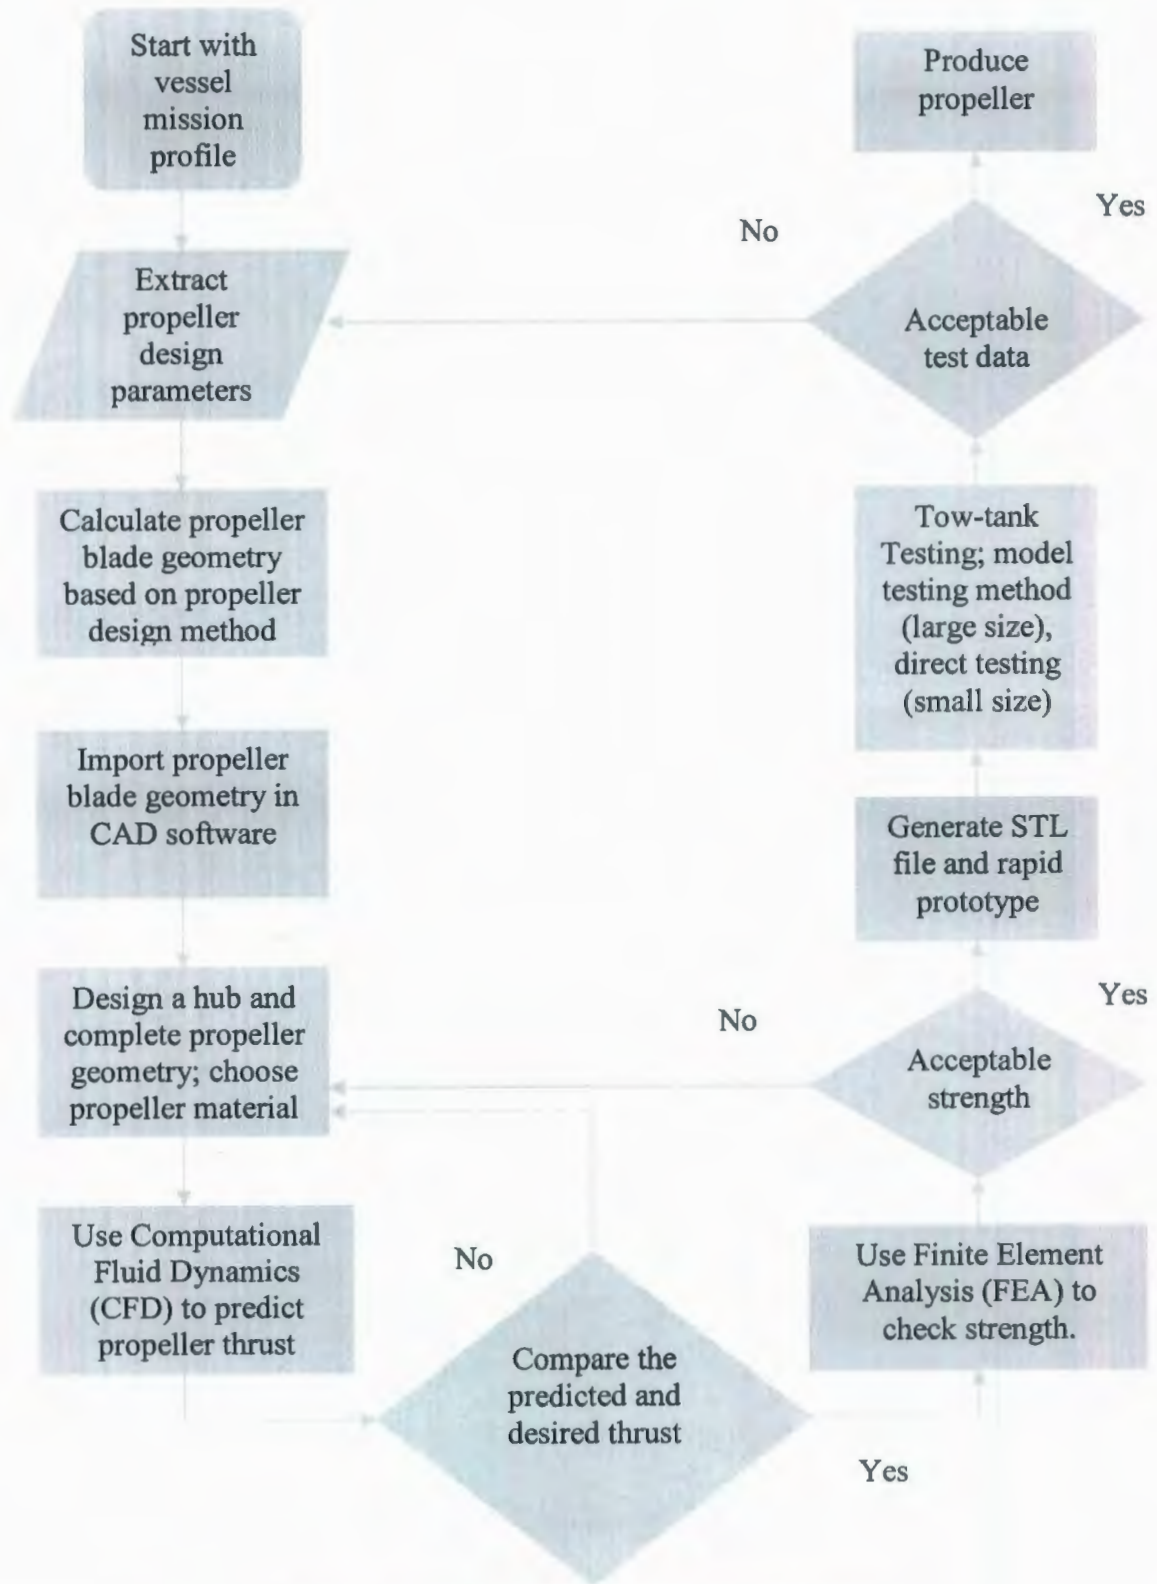 Start with
vessel
mission
profile
Extract
propeller
design
parameters
Calculate propeller
blade geometry
based on propeller
design method
Import propeller
blade geometry in
CAD software
Design a hub and
complete propeller
geometry; choose
propeller material
Use Computational
Fluid Dynamics
(CFD) to predict
propeller thrust
No
Compare the
predicted and
desired thrust
Yes
Use Finite Element
Analysis (FEA) to
check strength.
No
Acceptable
strength
Yes
Generate STL
file and rapid
prototype
Tow-tank
Testing; model
testing method
(large size),
direct testing
(small size)
No
Acceptable
test data
Yes
Produce
propeller